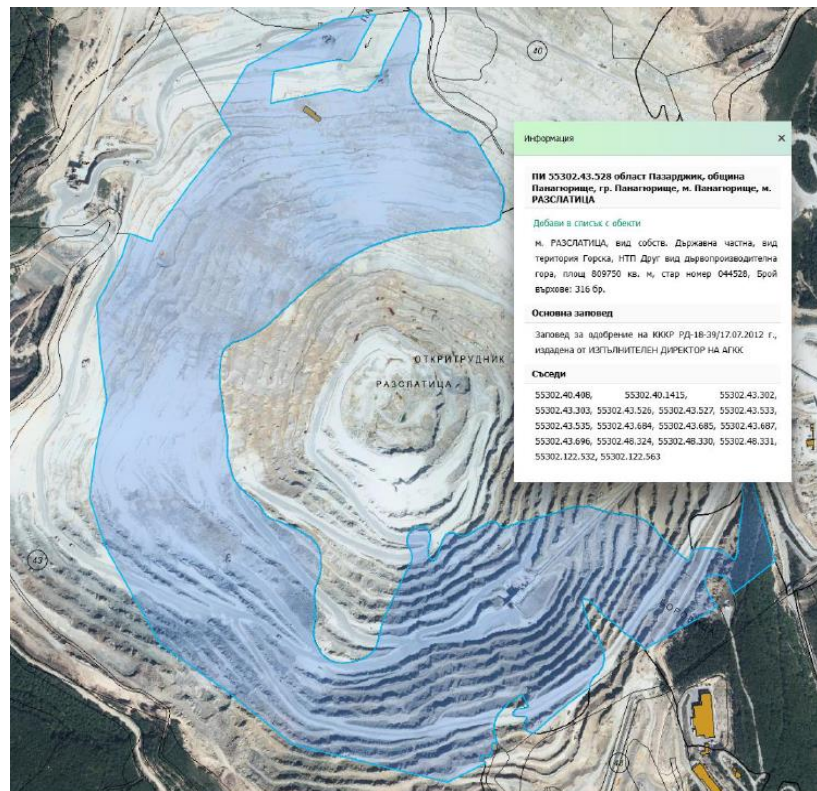 40
Информация
×
ПИ 55302.43.528 област Пазарджик, община
Панагюрище, гр. Панагюрище, м. Панагюрище, м.
РАЗСЛАТИЦА
Добави в списък с обекти
м. РАЗСЛАТИЦА, вид собств. Държавна частна, вид
територия Горска, НТП Друг вид дървопроизводителна
гора, площ 809750 кв. м, стар номер 044528, Брой
върхове: 316 бр.
Основна заповед
Заповед за одобрение на КККР РД-18-39/17.07.2012 г.,
издадена от ИЗПЪЛНИТЕЛЕН ДИРЕКТОР НА АГКК
Съседи
55302.40.408, 55302.40.1415, 55302.43.302,
55302.43.303, 55302.43.526, 55302.43.527, 55302.43.533,
55302.43.535, 55302.43.684, 55302.43.685, 55302.43.687,
55302.43.696, 55302.48.324, 55302.48.330, 55302.48.331,
55302.122.532, 55302.122.563
ОТКРИТРУДНИК
РАЗСЛАТИЦА
43